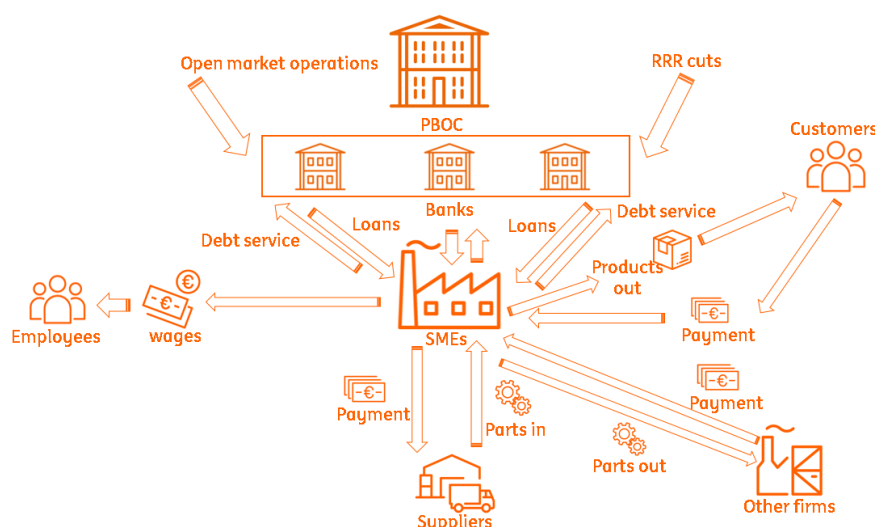 Open market operations
RRR cuts
PBOC
Customers
Banks
Loans
Debt service
Loans
Debt service
Products
out
€
-€-
Employees
wages
SMEs
-€-
Payment
-€-
Payment
-€-
Payment
Parts in
Parts out
Suppliers
Other firms